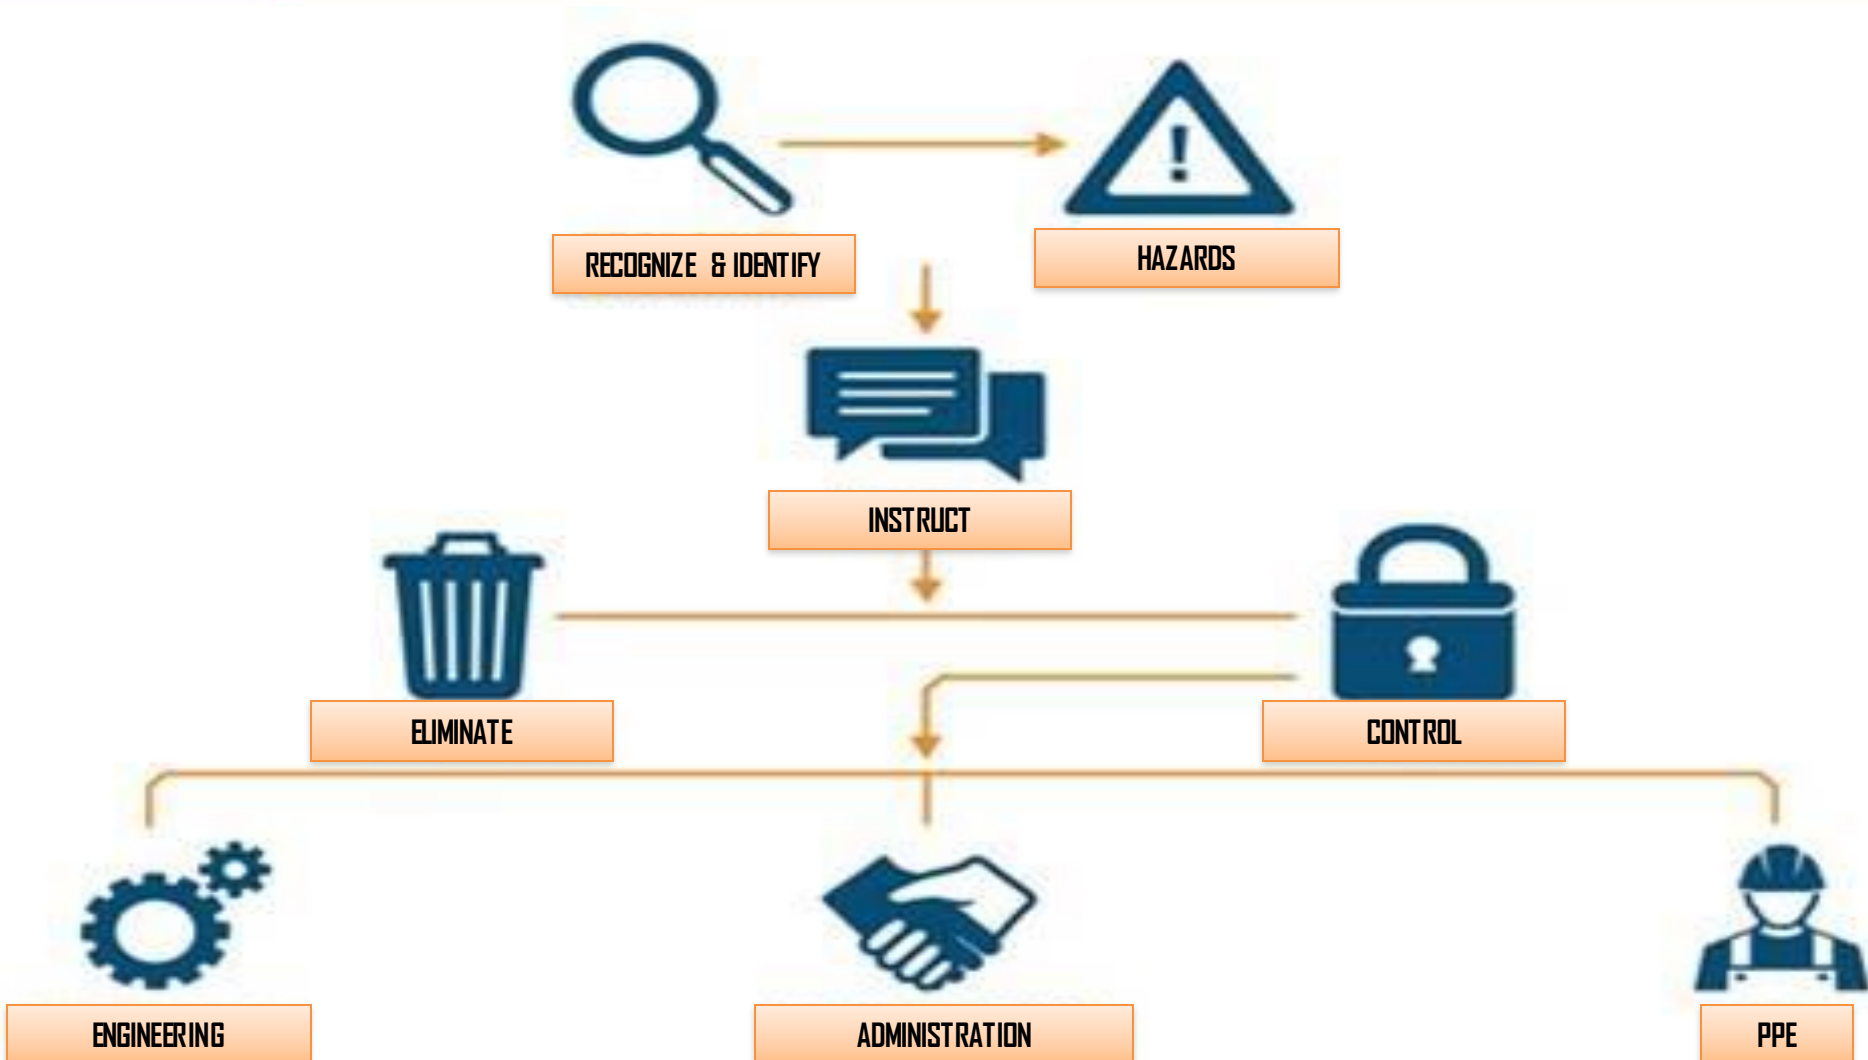 RECOGNIZE & IDENTIFY
HAZARDS
INSTRUCT
ELIMINATE
CONTROL
ENGINEERING
ADMINISTRATION
PPE